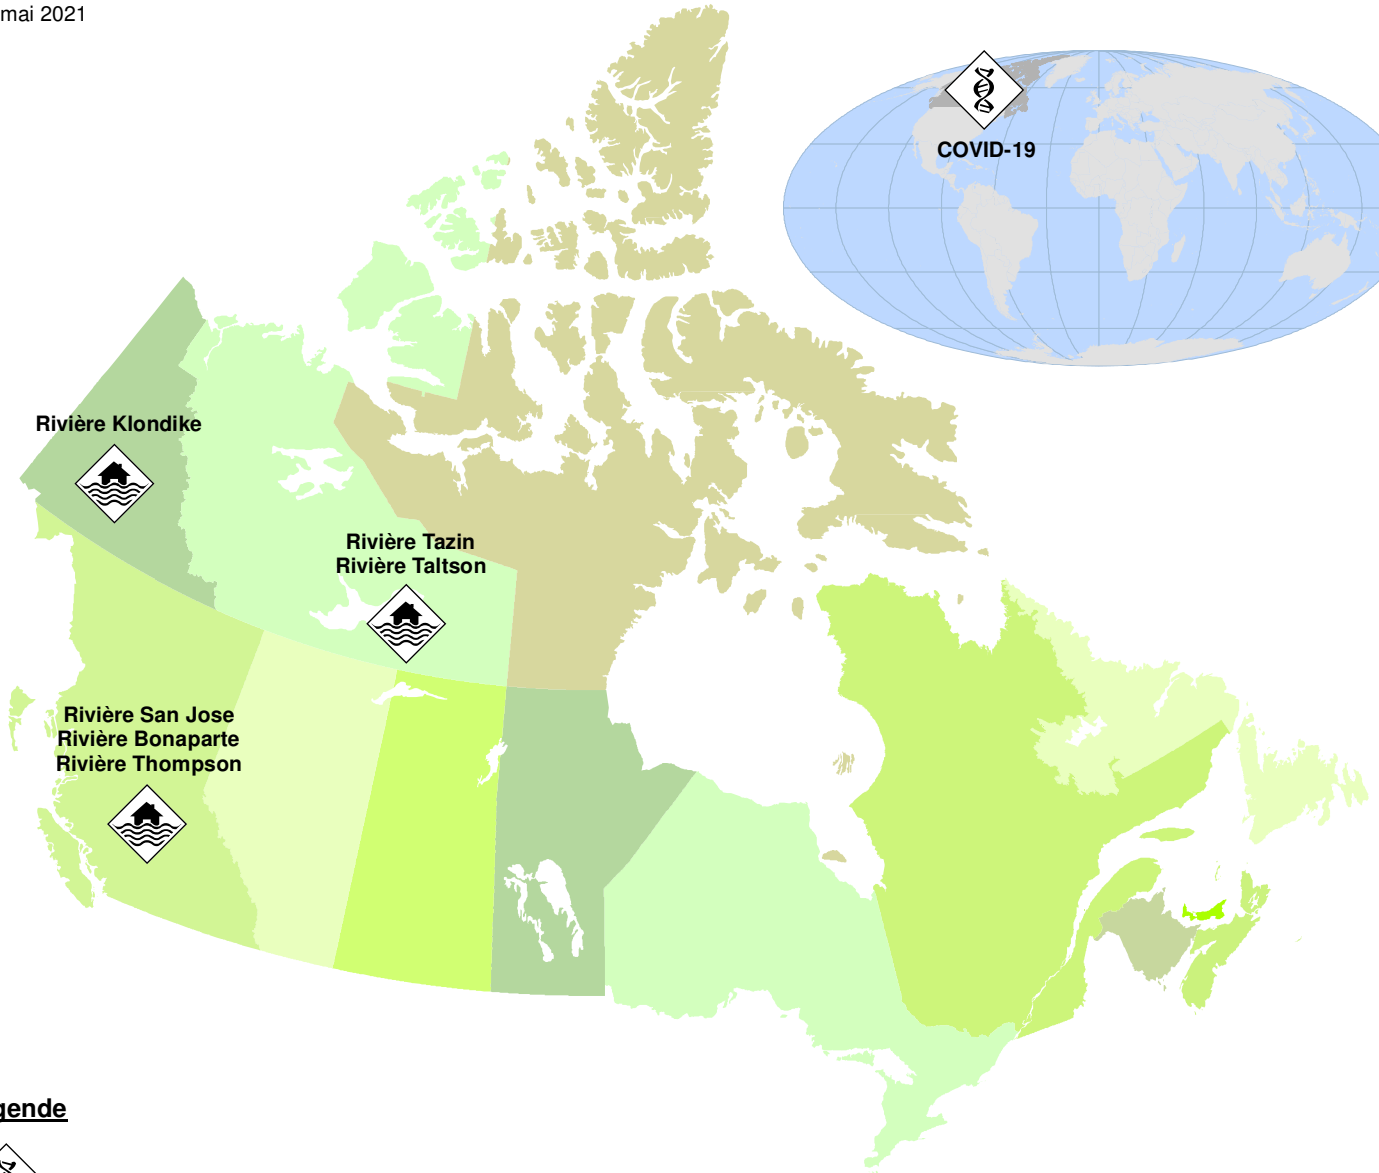 mai 2021
COVID-19
Rivière Klondike
Rivière Tazin
Rivière Taltson
Rivière San Jose
Rivière Bonaparte
Rivière Thompson
gende